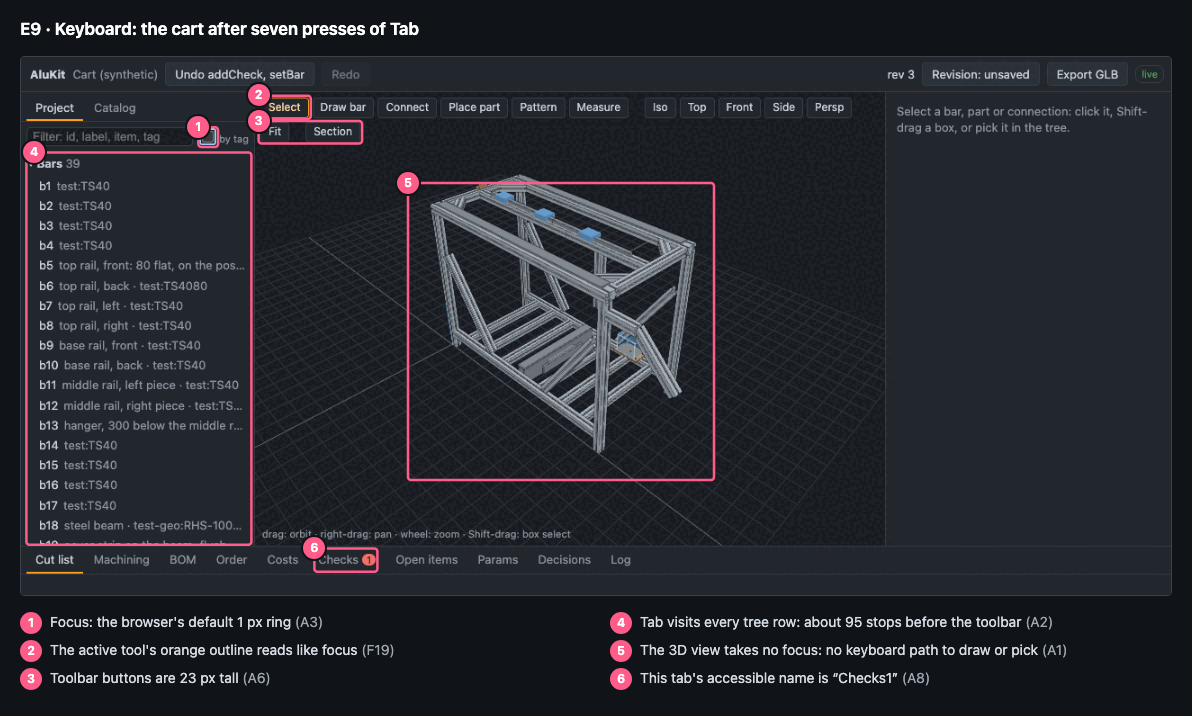 E9 · Keyboard: the cart after seven presses of Tab
AluKit Cart (synthetic) Undo addCheck, setBar Redo rev 3 Revision: unsaved Export GLB live
Project Catalog
2 Select Draw bar Connect Place part Pattern Measure Iso Top Front Side Persp
3 Fit Section
Select a bar, part or connection: click it, Shift-
drag a box, or pick it in the tree.
Filter: id, label, item, tag 1 by tag
4
Bars 39
b1 test:TS40
b2 test:TS40
b3 test:TS40
b4 test:TS40
b5 top rail, front: 80 flat, on the pos...
b6 top rail, back · test:TS4080
b7 top rail, left · test:TS40
b8 top rail, right · test:TS40
b9 base rail, front · test:TS40
b10 base rail, back · test:TS40
b11 middle rail, left piece · test:TS40
b12 middle rail, right piece · test:TS...
b13 hanger, 300 below the middle r...
b14 test:TS40
b15 test:TS40
b16 test:TS40
b17 test:TS40
b18 steel beam · test-geo:RHS-100...
5
drag: orbit · right-drag: pan · wheel: zoom · Shift-drag: box select
6
Cut list Machining BOM Order Costs Checks 1 Open items Params Decisions Log
1 Focus: the browser's default 1 px ring (A3)
2 The active tool's orange outline reads like focus (F19)
3 Toolbar buttons are 23 px tall (A6)
4 Tab visits every tree row: about 95 stops before the toolbar (A2)
5 The 3D view takes no focus: no keyboard path to draw or pick (A1)
6 This tab's accessible name is “Checks1” (A8)